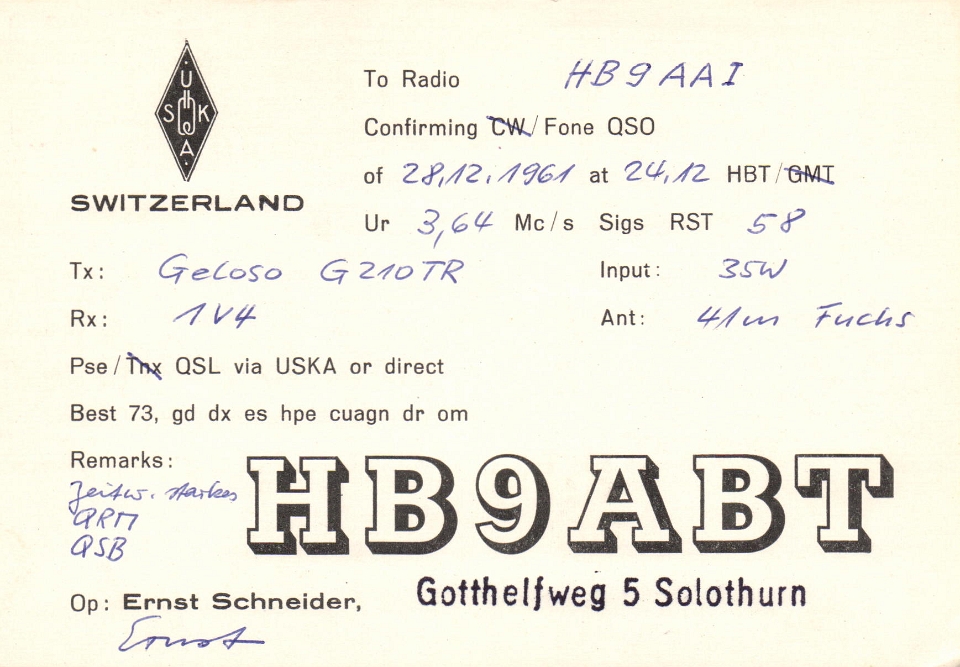 U
S K
A
SWITZERLAND
To Radio HB9AAI
Confirming CW/Fone QSO
of 28.12.1961 at 24.12 HBT/GMT
Ur 3,64 Mc/s Sigs RST 58
Tx: Geloso G210TR Input: 35W
Rx: 1V4 Ant: 41m Fuchs
Pse/Tnx QSL via USKA or direct
Best 73, gd dx es hpe cuagn dr om
Remarks:
Zeitw. starkes
QRM
QSB
HB9ABT
Op: Ernst Schneider, Gotthelfweg 5 Solothurn
Ernst